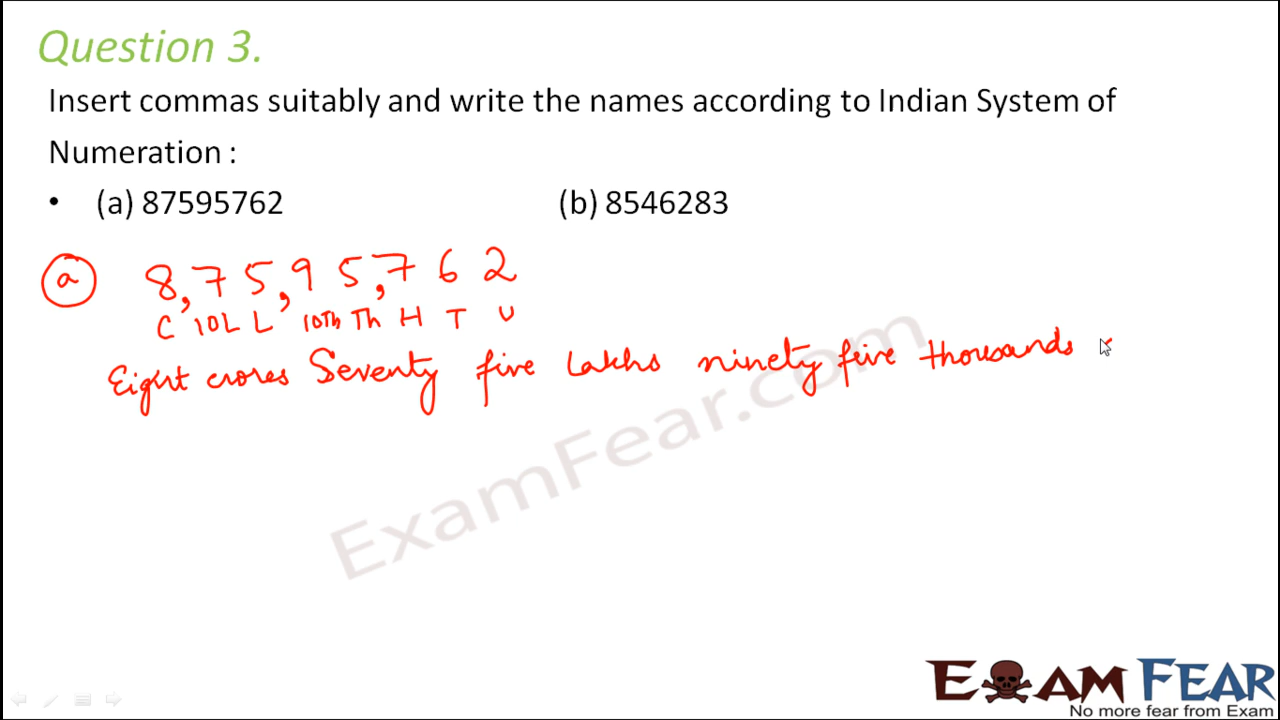 Question 3.
Insert commas suitably and write the names according to Indian System of
Numeration :
• (a) 87595762 (b) 8546283
a 8,75,95,762
C 10L L 10Th Th H T U
Eight crores Seventy five Lakhs ninety five thousands
ExamFear.com
EXAM FEAR
No more fear from Exam